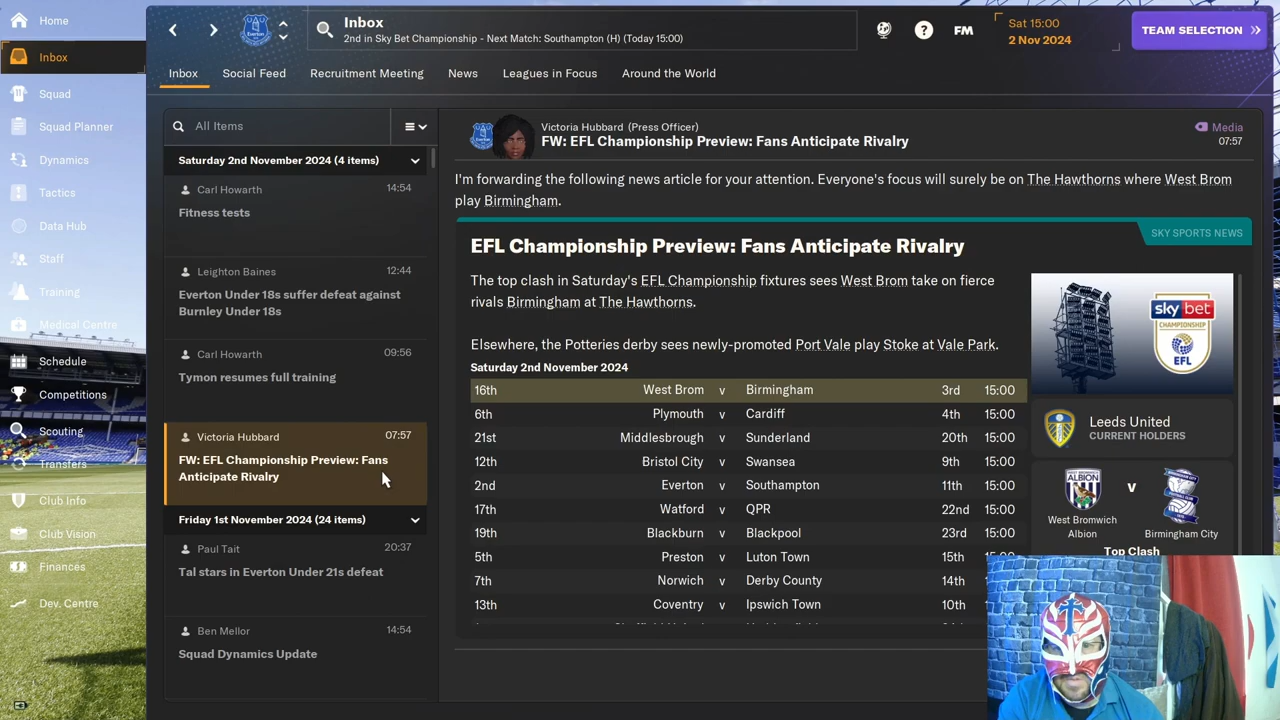 Home
Inbox
Squad
Squad Planner
Dynamics
Tactics
Data Hub
Staff
Training
Medical Centre
Schedule
Competitions
Scouting
Transfers
Club Info
Club Vision
Finances
Dev. Centre
Everton
Inbox
2nd in Sky Bet Championship - Next Match: Southampton (H) (Today 15:00)
?
FM
Sat 15:00
2 Nov 2024
TEAM SELECTION
Inbox Social Feed Recruitment Meeting News Leagues in Focus Around the World
All Items
Saturday 2nd November 2024 (4 items)
Carl Howarth 14:54
Fitness tests
Leighton Baines 12:44
Everton Under 18s suffer defeat against
Burnley Under 18s
Carl Howarth 09:56
Tymon resumes full training
Victoria Hubbard 07:57
FW: EFL Championship Preview: Fans
Anticipate Rivalry
Friday 1st November 2024 (24 items)
Paul Tait 20:37
Tal stars in Everton Under 21s defeat
Ben Mellor 14:54
Squad Dynamics Update
Victoria Hubbard (Press Officer)
FW: EFL Championship Preview: Fans Anticipate Rivalry
Media
07:57
I'm forwarding the following news article for your attention. Everyone's focus will surely be on The Hawthorns where West Brom
play Birmingham.
SKY SPORTS NEWS
EFL Championship Preview: Fans Anticipate Rivalry
The top clash in Saturday's EFL Championship fixtures sees West Brom take on fierce
rivals Birmingham at The Hawthorns.
Elsewhere, the Potteries derby sees newly-promoted Port Vale play Stoke at Vale Park.
Saturday 2nd November 2024
16th West Brom v Birmingham 3rd 15:00
6th Plymouth v Cardiff 4th 15:00
21st Middlesbrough v Sunderland 20th 15:00
12th Bristol City v Swansea 9th 15:00
2nd Everton v Southampton 11th 15:00
17th Watford v QPR 22nd 15:00
19th Blackburn v Blackpool 23rd 15:00
5th Preston v Luton Town 15th 15:00
7th Norwich v Derby County 14th
13th Coventry v Ipswich Town 10th
sky bet
CHAMPIONSHIP
EFL
Leeds United
CURRENT HOLDERS
v
West Bromwich
Albion
Birmingham City
Top Clash